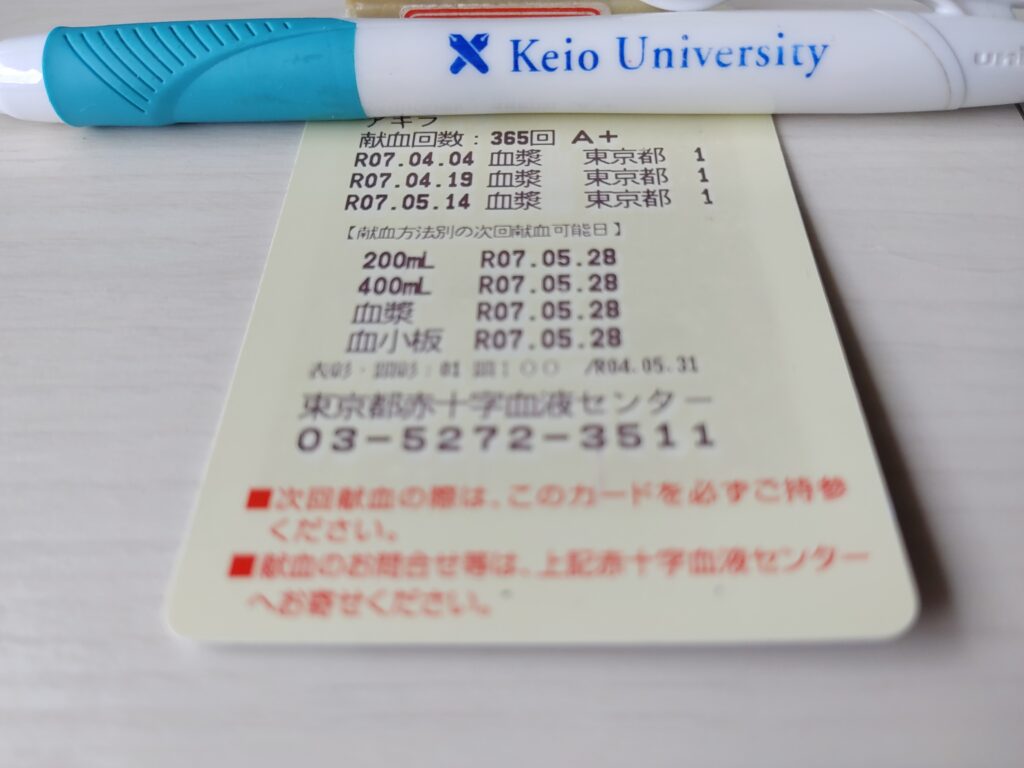 Keio University
uni
アキラ
献血回数：365回 A＋
R07.04.04 血漿 東京都 1
R07.04.19 血漿 東京都 1
R07.05.14 血漿 東京都 1
【献血方法別の次回献血可能日】
200mL R07.05.28
400mL R07.05.28
血漿 R07.05.28
血小板 R07.05.28
/R04.05.31
東京都赤十字血液センター
03-5272-3511
■次回献血の際は、このカードを必ずご持参
ください。
■献血のお問合せ等は、上記赤十字血液センター
へお寄せください。